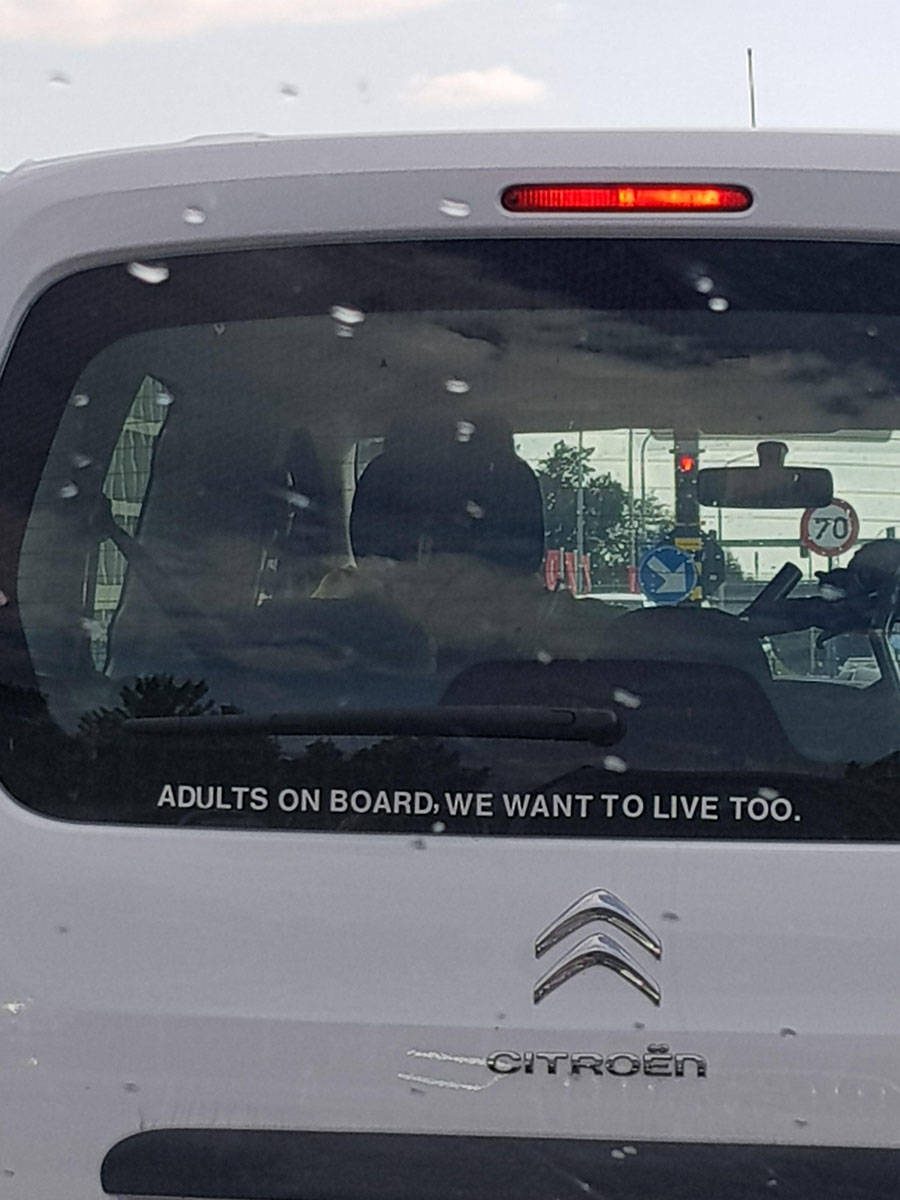 70
ADULTS ON BOARD, WE WANT TO LIVE TOO.
CITROËN